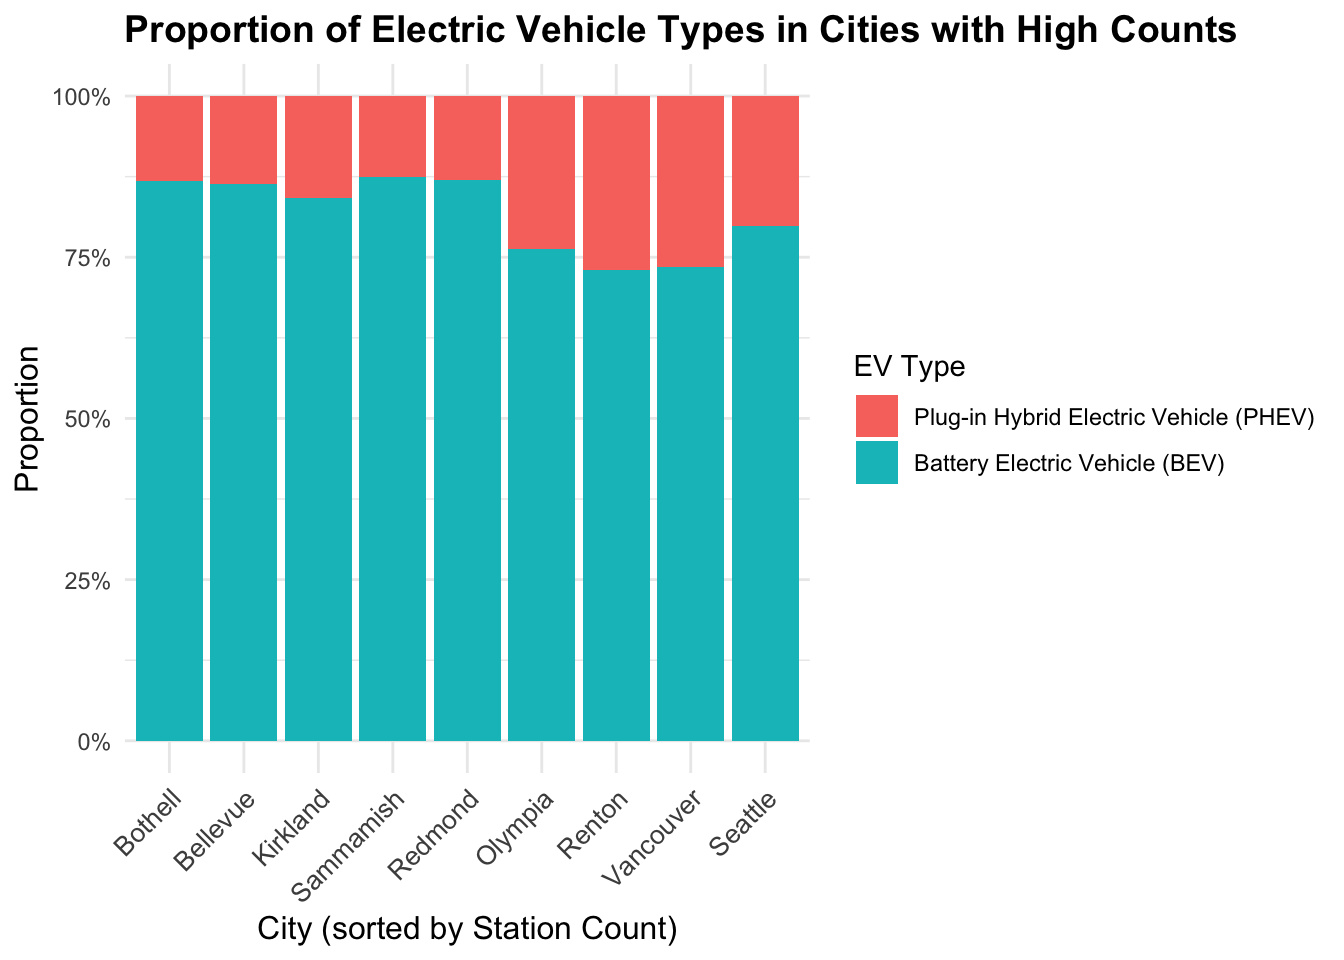 Proportion of Electric Vehicle Types in Cities with High Counts
Proportion
100%
75%
50%
25%
0%
Bothell
Bellevue
Kirkland
Sammamish
Redmond
Olympia
Renton
Vancouver
Seattle
City (sorted by Station Count)
EV Type
Plug-in Hybrid Electric Vehicle (PHEV)
Battery Electric Vehicle (BEV)